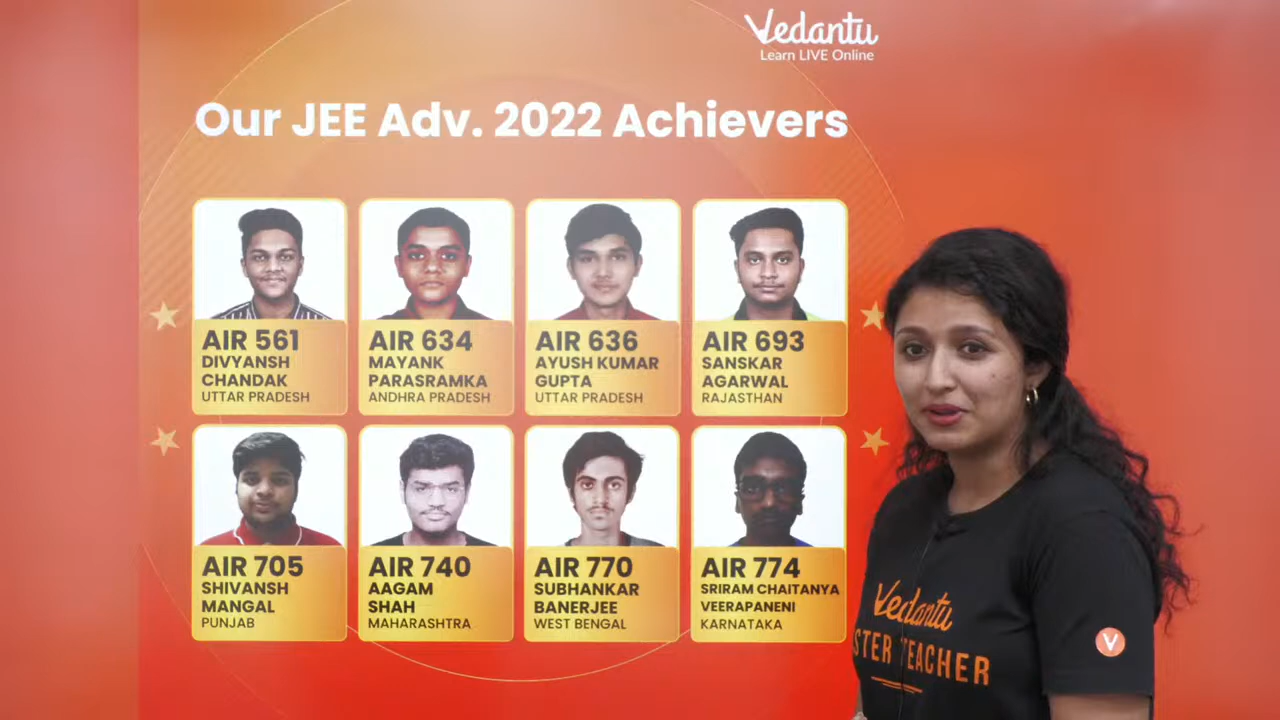 Vedantu
Learn LIVE Online
Our JEE Adv. 2022 Achievers
AIR 561
DIVYANSH
CHANDAK
UTTAR PRADESH
AIR 634
MAYANK
PARASRAMKA
ANDHRA PRADESH
AIR 636
AYUSH KUMAR
GUPTA
UTTAR PRADESH
AIR 693
SANSKAR
AGARWAL
RAJASTHAN
AIR 705
SHIVANSH
MANGAL
PUNJAB
AIR 740
AAGAM
SHAH
MAHARASHTRA
AIR 770
SUBHANKAR
BANERJEE
WEST BENGAL
AIR 774
SRIRAM CHAITANYA
VEERAPANENI
KARNATAKA
Vedantu
STER TEACHER
V